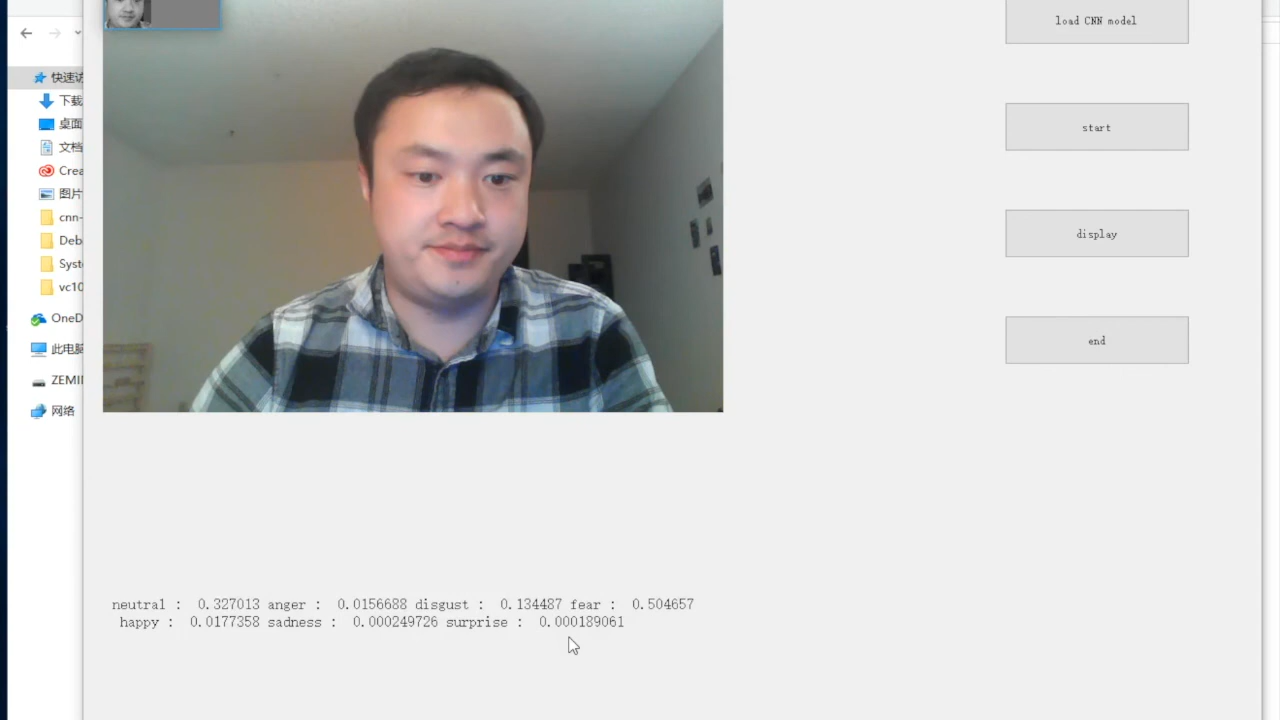 load CNN model
快速访
下载
start
桌面
文档
Crea
图片
cnn-
display
Deb
Syst
vc10
OneD
end
此电脑
ZEMI
网络
neutral : 0.327013 anger : 0.0156688 disgust : 0.134487 fear : 0.504657
happy : 0.0177358 sadness : 0.000249726 surprise : 0.000189061